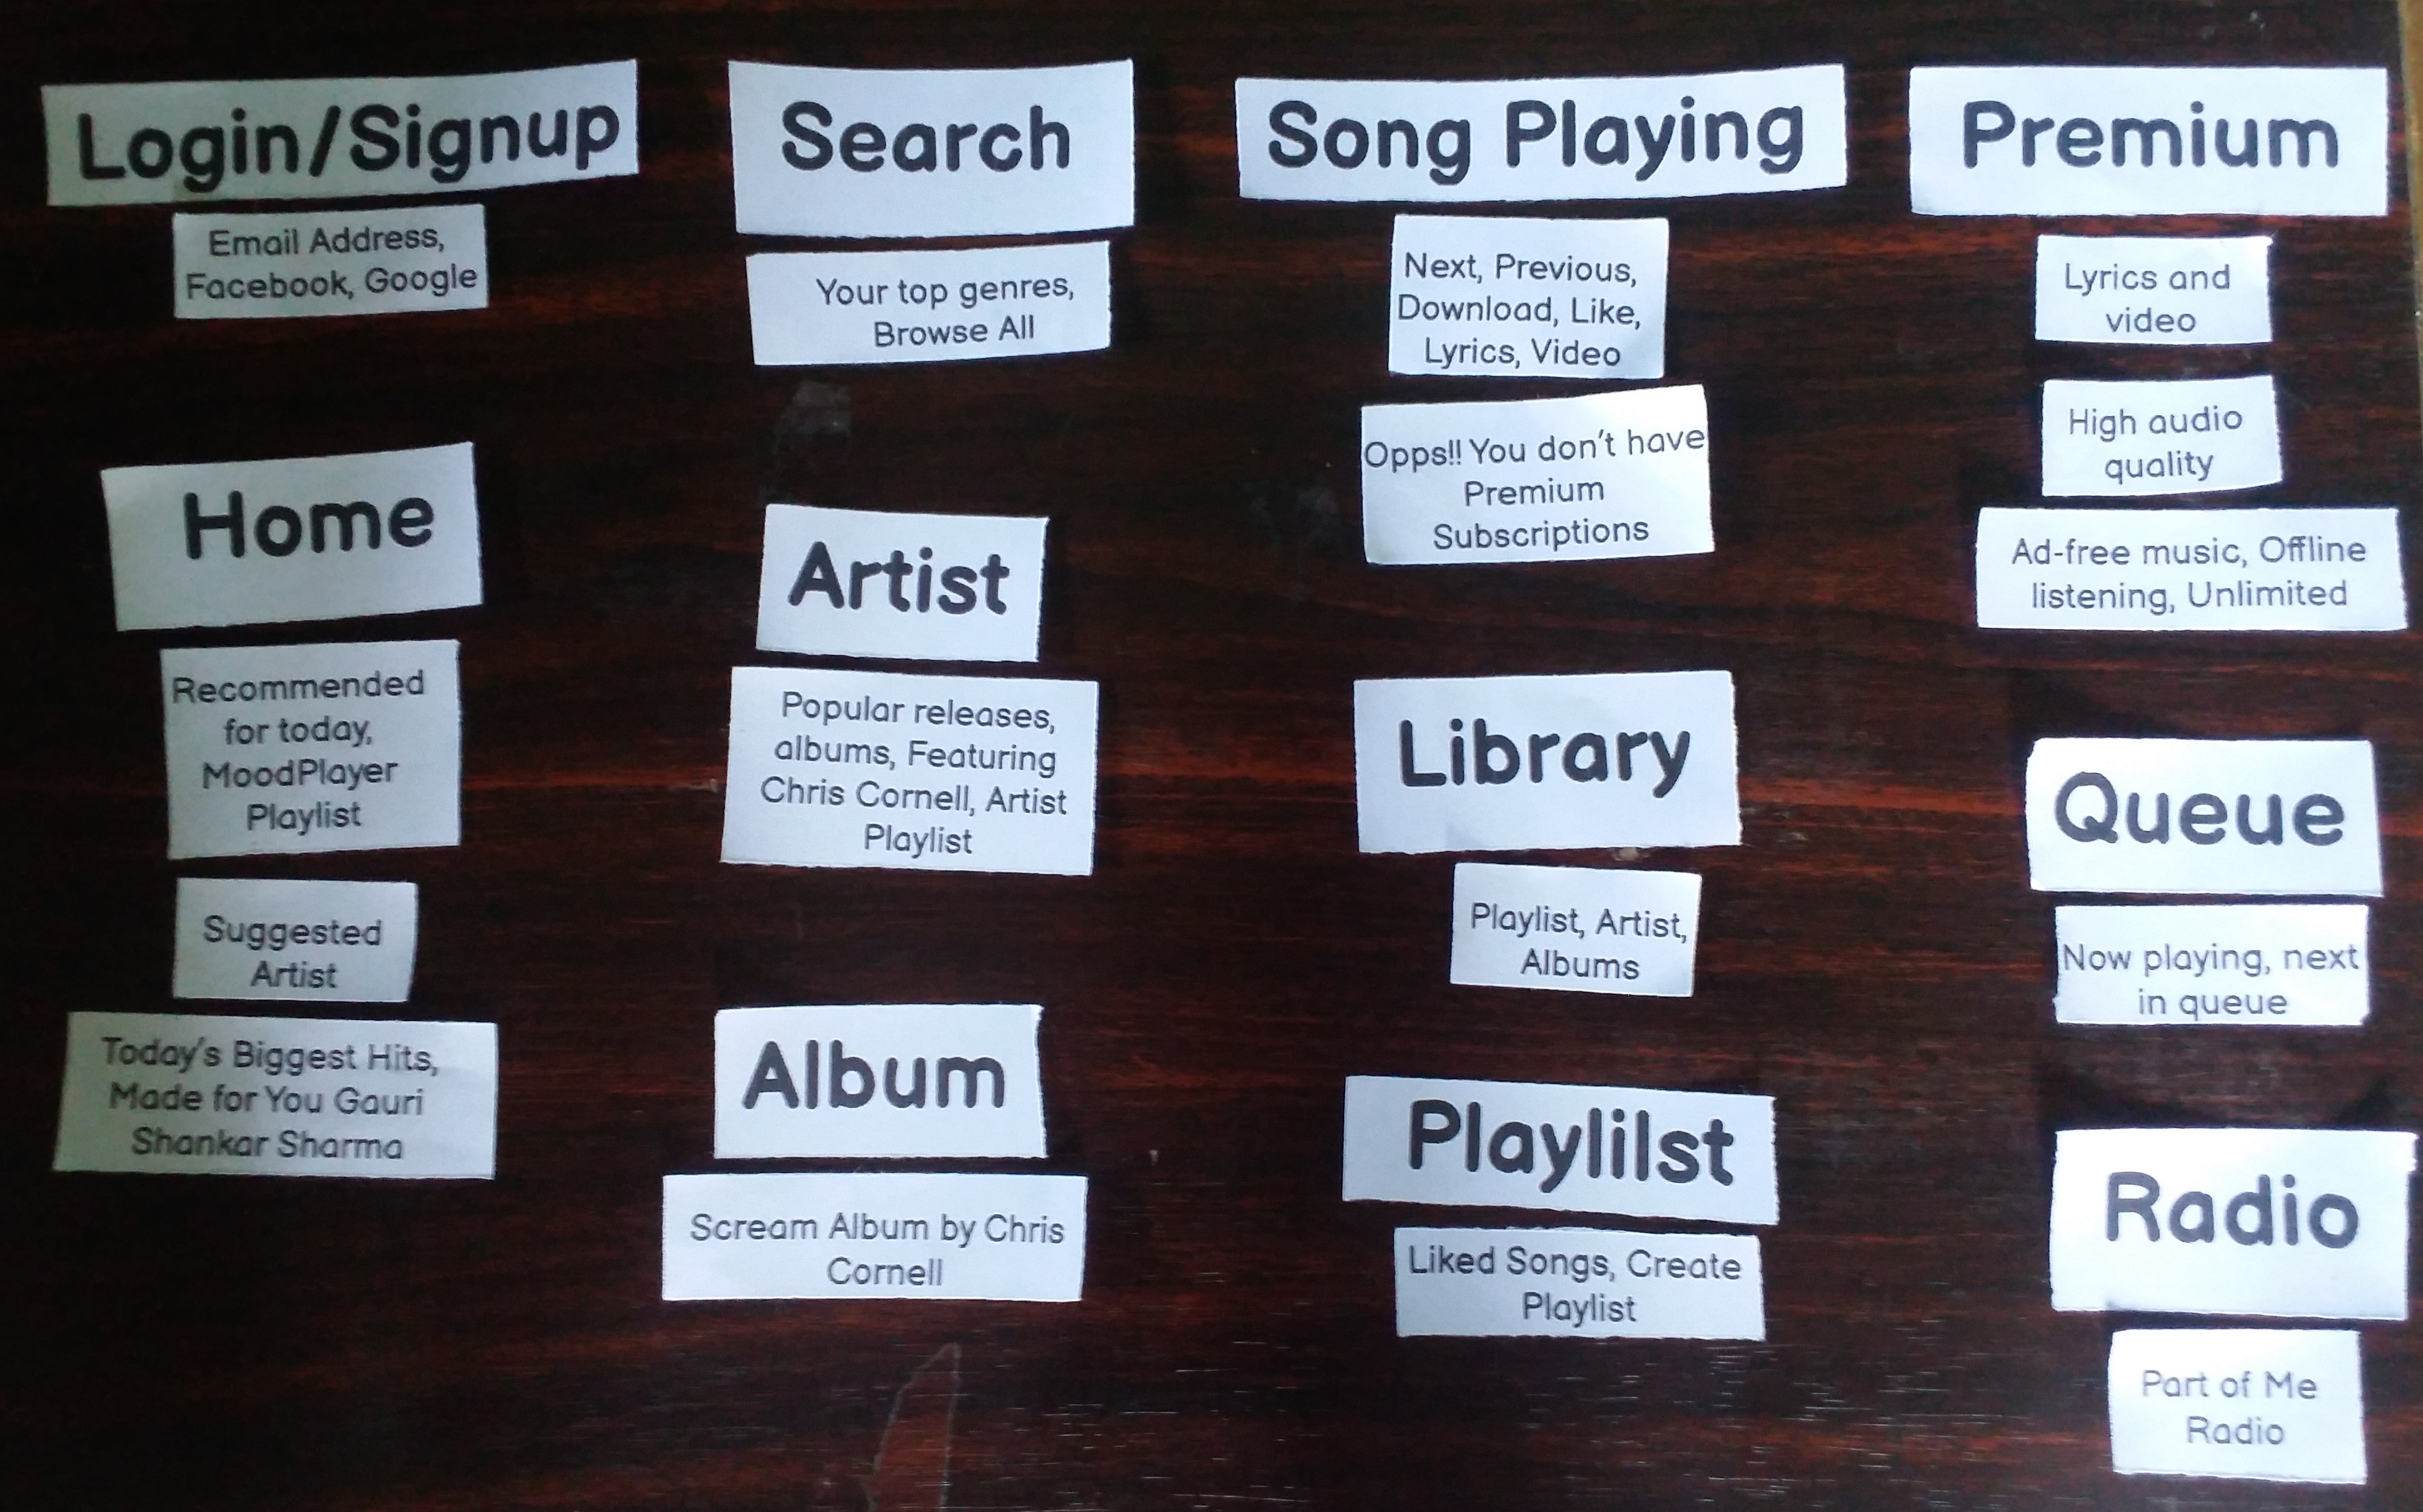 Login/Signup
Email Address,
Facebook, Google
Home
Recommended
for today,
MoodPlayer
Playlist
Suggested
Artist
Today's Biggest Hits,
Made for You Gauri
Shankar Sharma
Search
Your top genres,
Browse All
Artist
Popular releases,
albums, Featuring
Chris Cornell, Artist
Playlist
Album
Scream Album by Chris
Cornell
Song Playing
Next, Previous,
Download, Like,
Lyrics, Video
Opps!! You don't have
Premium
Subscriptions
Library
Playlist, Artist,
Albums
Playlilst
Liked Songs, Create
Playlist
Premium
Lyrics and
video
High audio
quality
Ad-free music, Offline
listening, Unlimited
Queue
Now playing, next
in queue
Radio
Part of Me
Radio